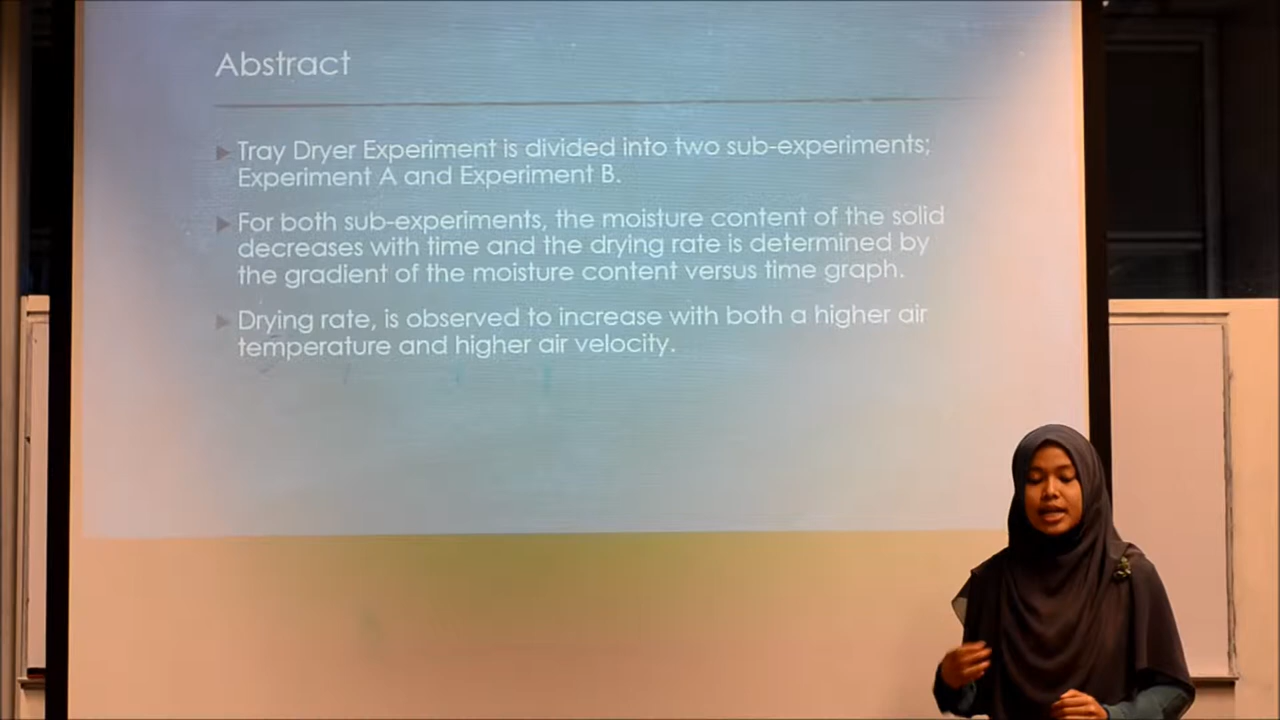 Abstract
Tray Dryer Experiment is divided into two sub-experiments;
Experiment A and Experiment B.
For both sub-experiments, the moisture content of the solid
decreases with time and the drying rate is determined by
the gradient of the moisture content versus time graph.
Drying rate, is observed to increase with both a higher air
temperature and higher air velocity.